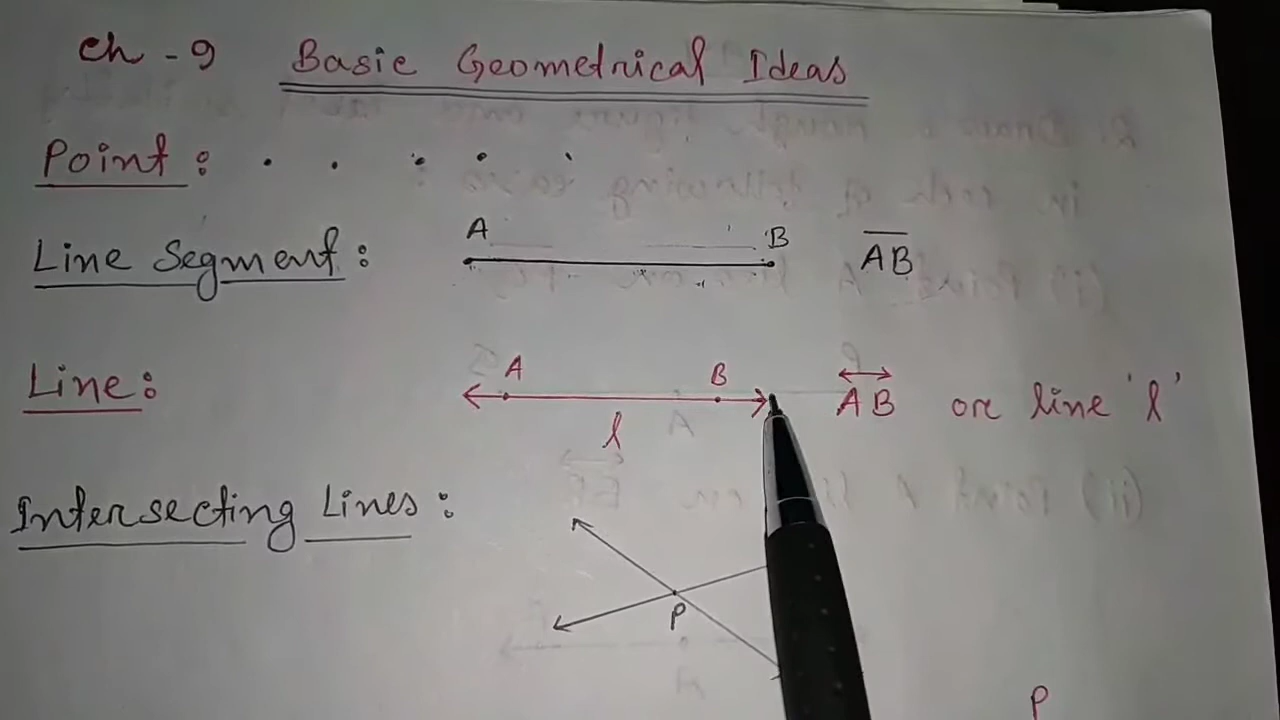 Ch - 9 Basic Geometrical Ideas
Point :
Line Segment : A B AB
Line : A B l AB or line 'l'
Intersecting Lines :
P
P